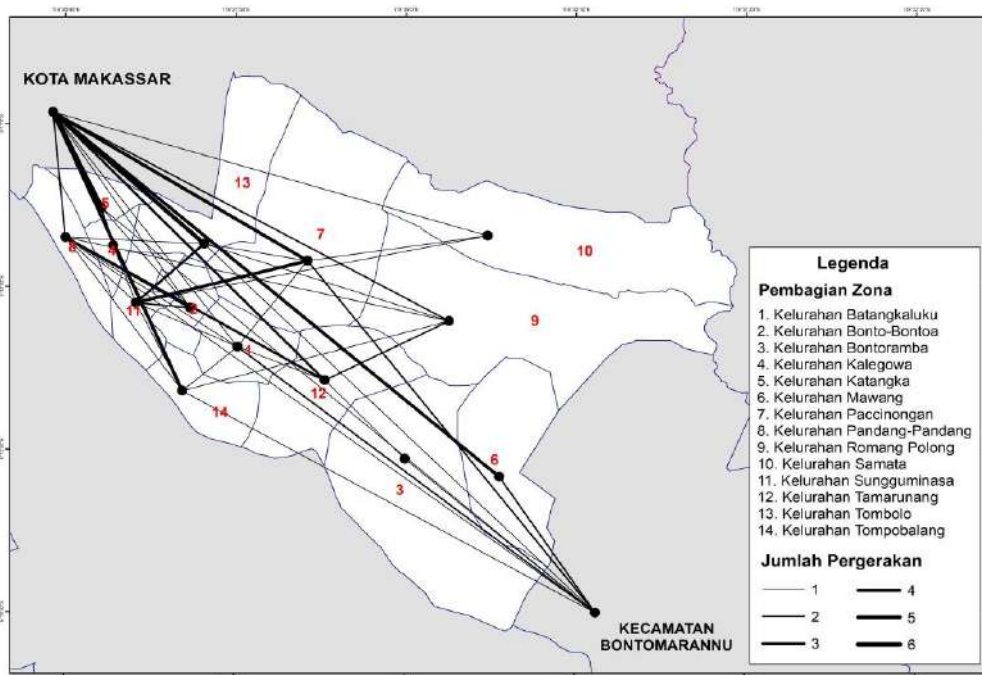 KOTA MAKASSAR
13
5
7
8
4
10
11
2
9
1
12
14
6
3
KECAMATAN
BONTOMARANNU
Legenda
Pembagian Zona
1. Kelurahan Batangkaluku
2. Kelurahan Bonto-Bontoa
3. Kelurahan Bontoramba
4. Kelurahan Kalegowa
5. Kelurahan Katangka
6. Kelurahan Mawang
7. Kelurahan Paccinongan
8. Kelurahan Pandang-Pandang
9. Kelurahan Romang Polong
10. Kelurahan Samata
11. Kelurahan Sungguminasa
12. Kelurahan Tamarunang
13. Kelurahan Tombolo
14. Kelurahan Tompobalang
Jumlah Pergerakan
1 4
2 5
3 6